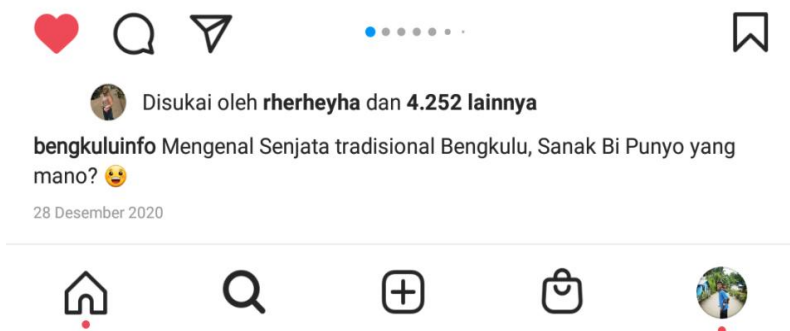 Disukai oleh rherheyha dan 4.252 lainnya
bengkuluinfo Mengenal Senjata tradisional Bengkulu, Sanak Bi Punyo yang
mano? 😀
28 Desember 2020